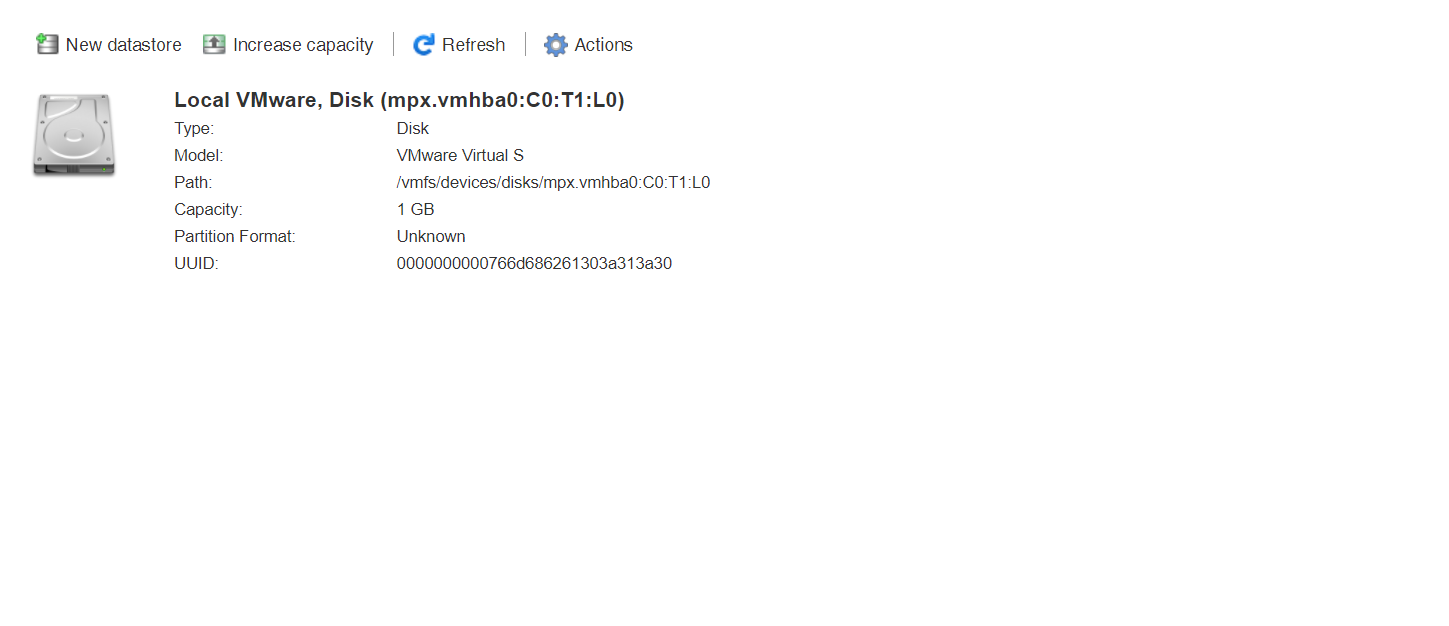 New datastore Increase capacity Refresh Actions
Local VMware, Disk (mpx.vmhba0:C0:T1:L0)
Type: Disk
Model: VMware Virtual S
Path: /vmfs/devices/disks/mpx.vmhba0:C0:T1:L0
Capacity: 1 GB
Partition Format: Unknown
UUID: 0000000000766d686261303a313a30